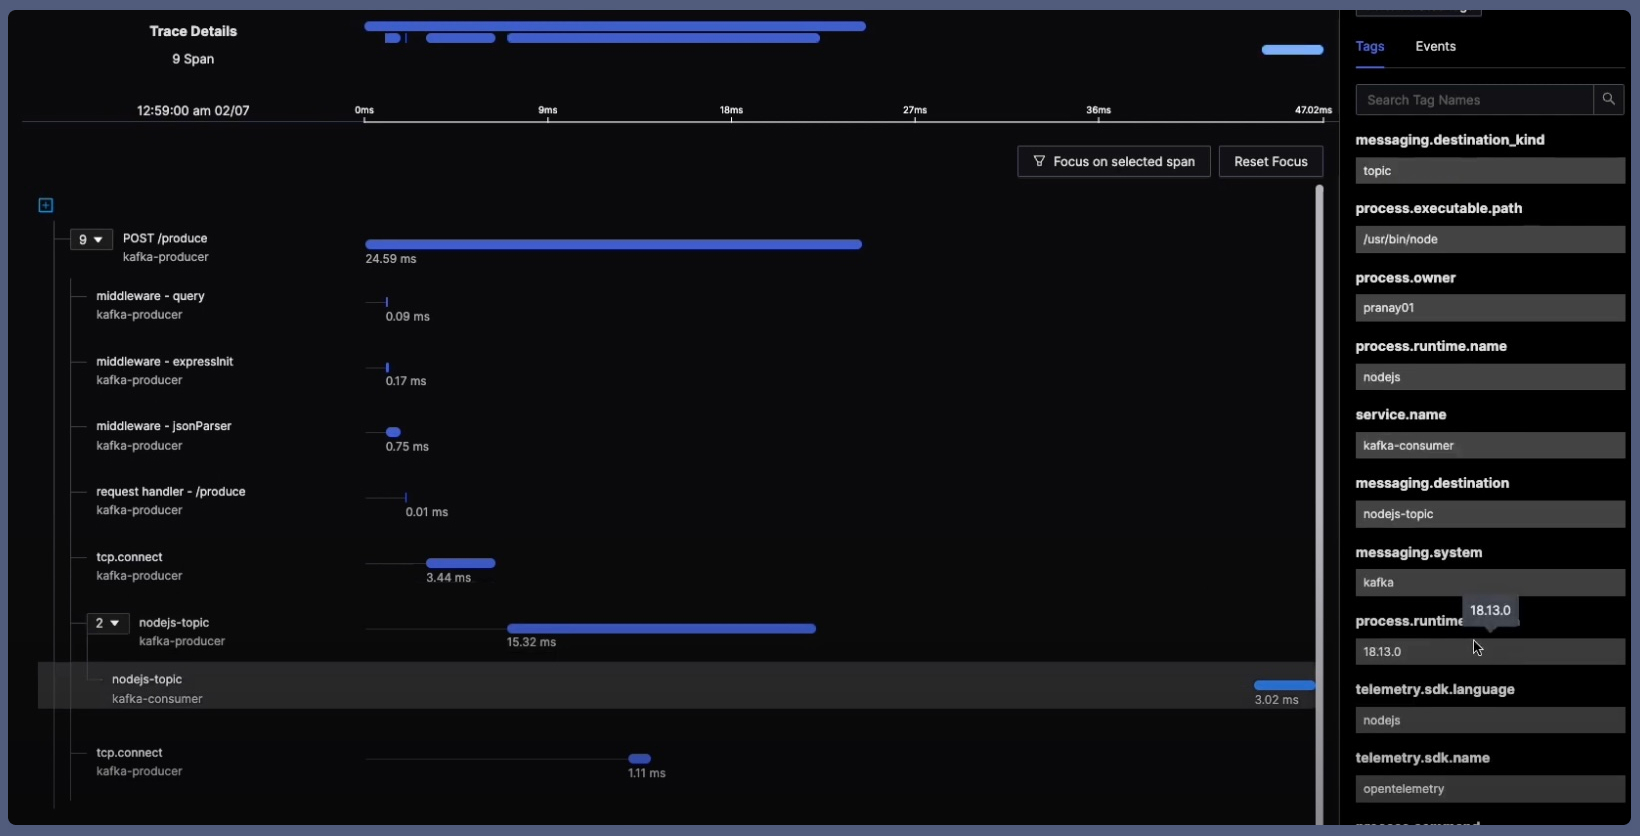 Trace Details
9 Span
12:59:00 am 02/07
0ms 9ms 18ms 27ms 36ms 47.02ms
Focus on selected span Reset Focus
9 POST /produce
kafka-producer
24.59 ms
middleware - query
kafka-producer
0.09 ms
middleware - expressInit
kafka-producer
0.17 ms
middleware - jsonParser
kafka-producer
0.75 ms
request handler - /produce
kafka-producer
0.01 ms
tcp.connect
kafka-producer
3.44 ms
2 nodejs-topic
kafka-producer
15.32 ms
nodejs-topic
kafka-consumer
3.02 ms
tcp.connect
kafka-producer
1.11 ms
Tags Events
Search Tag Names
messaging.destination_kind
topic
process.executable.path
/usr/bin/node
process.owner
pranay01
process.runtime.name
nodejs
service.name
kafka-consumer
messaging.destination
nodejs-topic
messaging.system
kafka
18.13.0
process.runtime
18.13.0
telemetry.sdk.language
nodejs
telemetry.sdk.name
opentelemetry